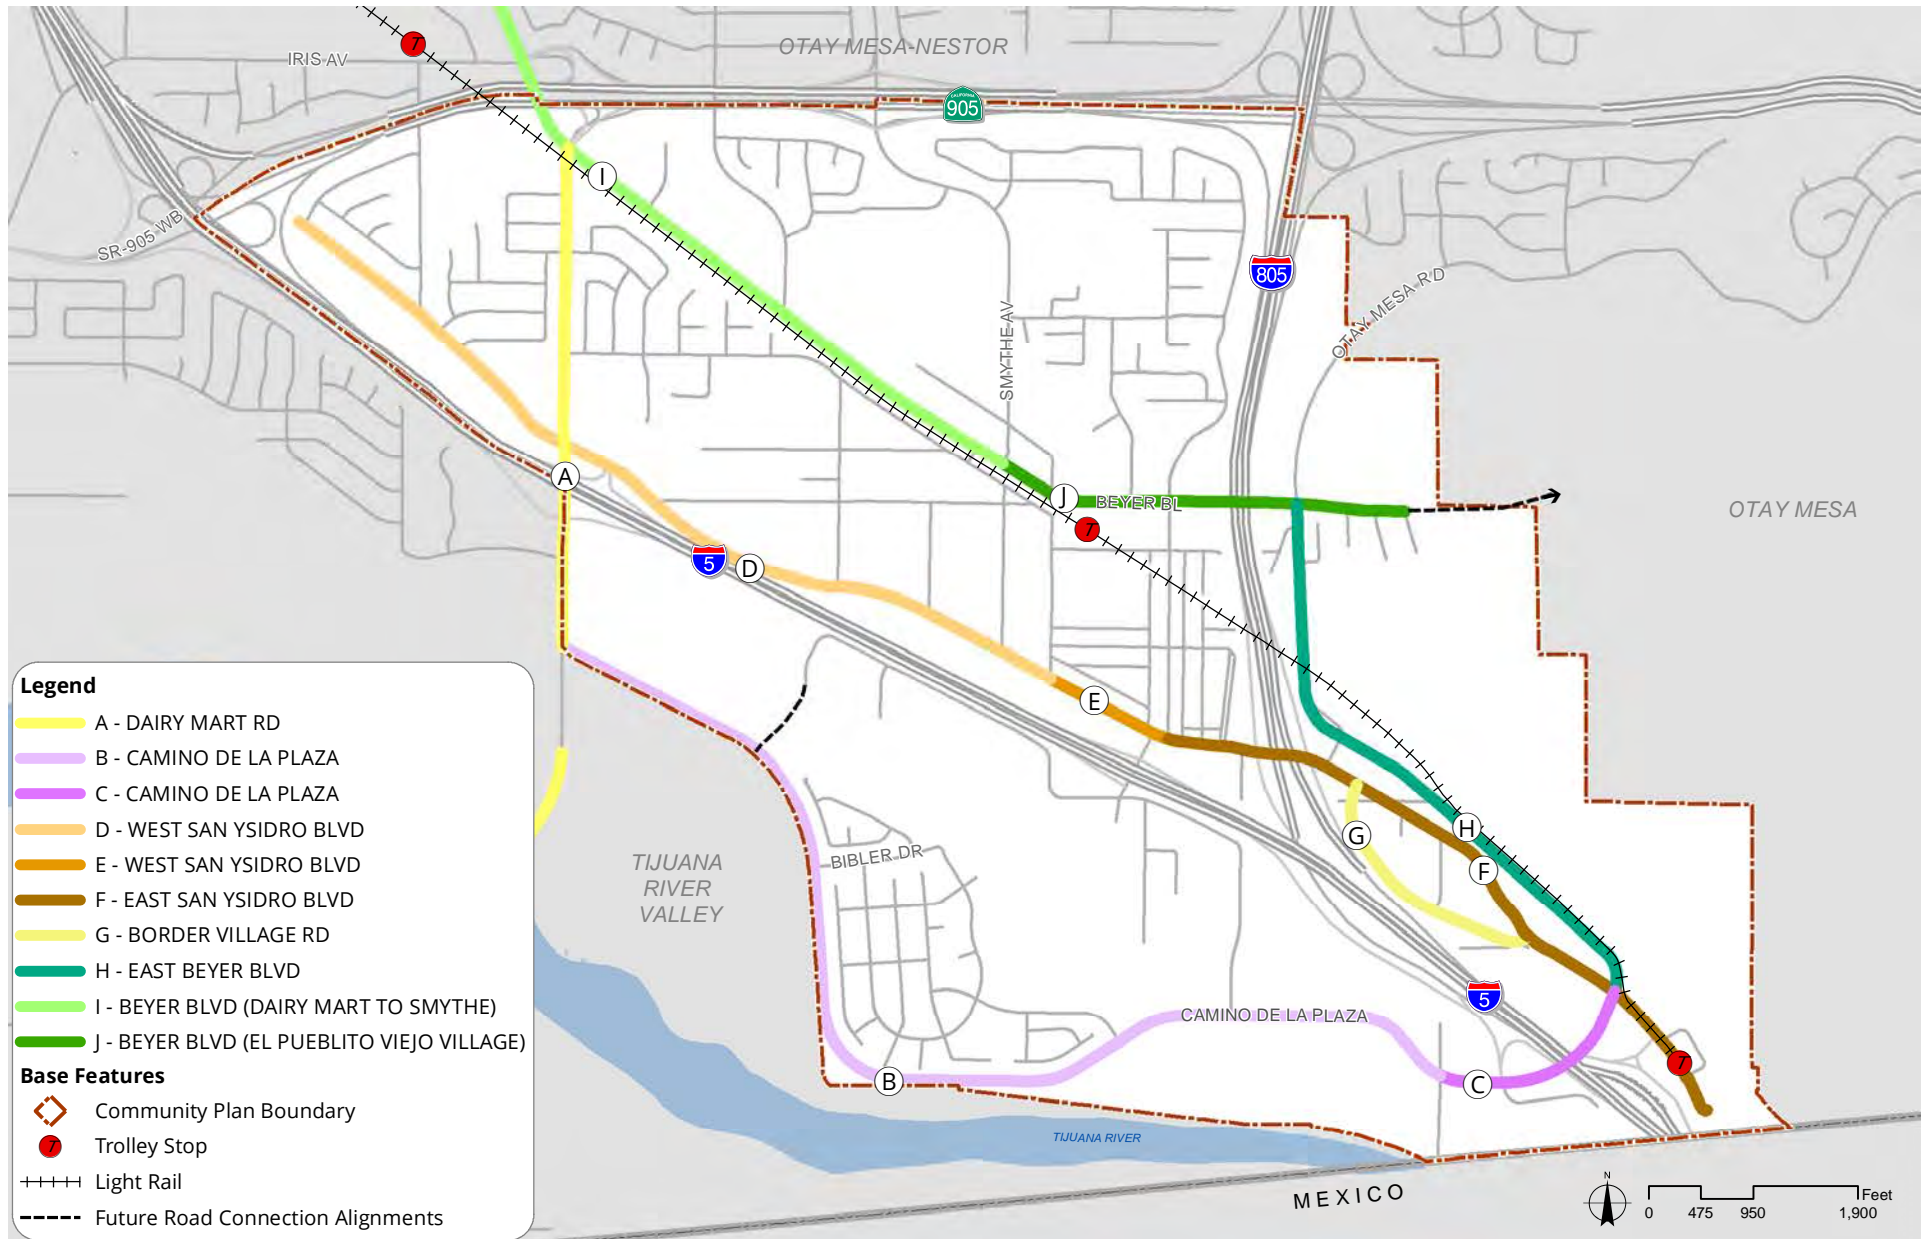 IRIS AV
OTAY MESA-NESTOR
CALIFORNIA
905
SR-905 WB
I
805
OTAY MESA RD
SMYTHE AV
A
J
BEYER BL
OTAY MESA
5
D
E
H
G
F
BIBLER DR
TIJUANA
RIVER
VALLEY
5
CAMINO DE LA PLAZA
B
C
TIJUANA RIVER
MEXICO
Legend
A - DAIRY MART RD
B - CAMINO DE LA PLAZA
C - CAMINO DE LA PLAZA
D - WEST SAN YSIDRO BLVD
E - WEST SAN YSIDRO BLVD
F - EAST SAN YSIDRO BLVD
G - BORDER VILLAGE RD
H - EAST BEYER BLVD
I - BEYER BLVD (DAIRY MART TO SMYTHE)
J - BEYER BLVD (EL PUEBLITO VIEJO VILLAGE)
Base Features
Community Plan Boundary
Trolley Stop
Light Rail
Future Road Connection Alignments
N
Feet
0 475 950 1,900